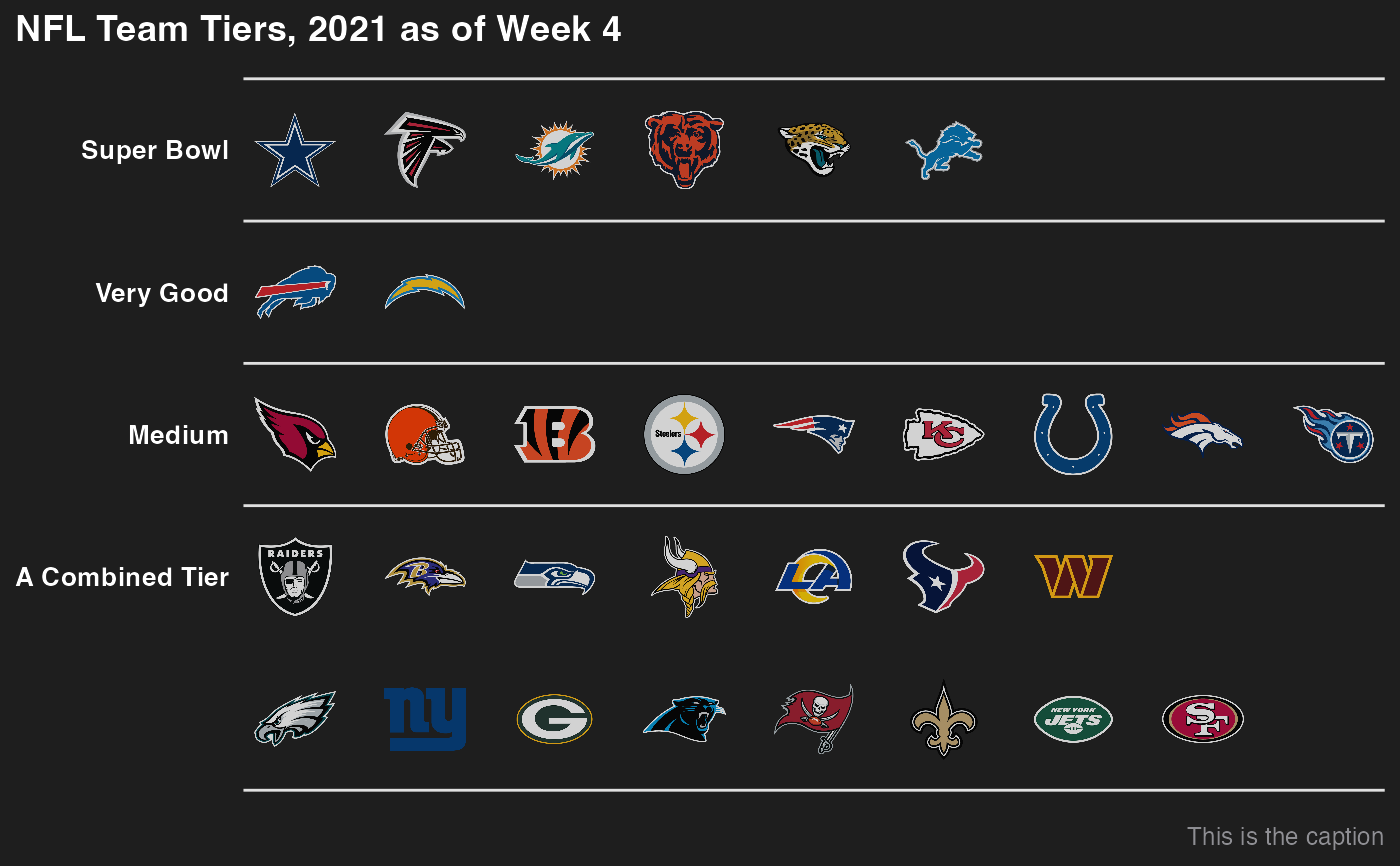 NFL Team Tiers, 2021 as of Week 4
Super Bowl
Very Good
Medium
Steelers
KC
T
A Combined Tier
RAIDERS
B
LA
W
ny
G
NEW YORK
JETS
SF
This is the caption